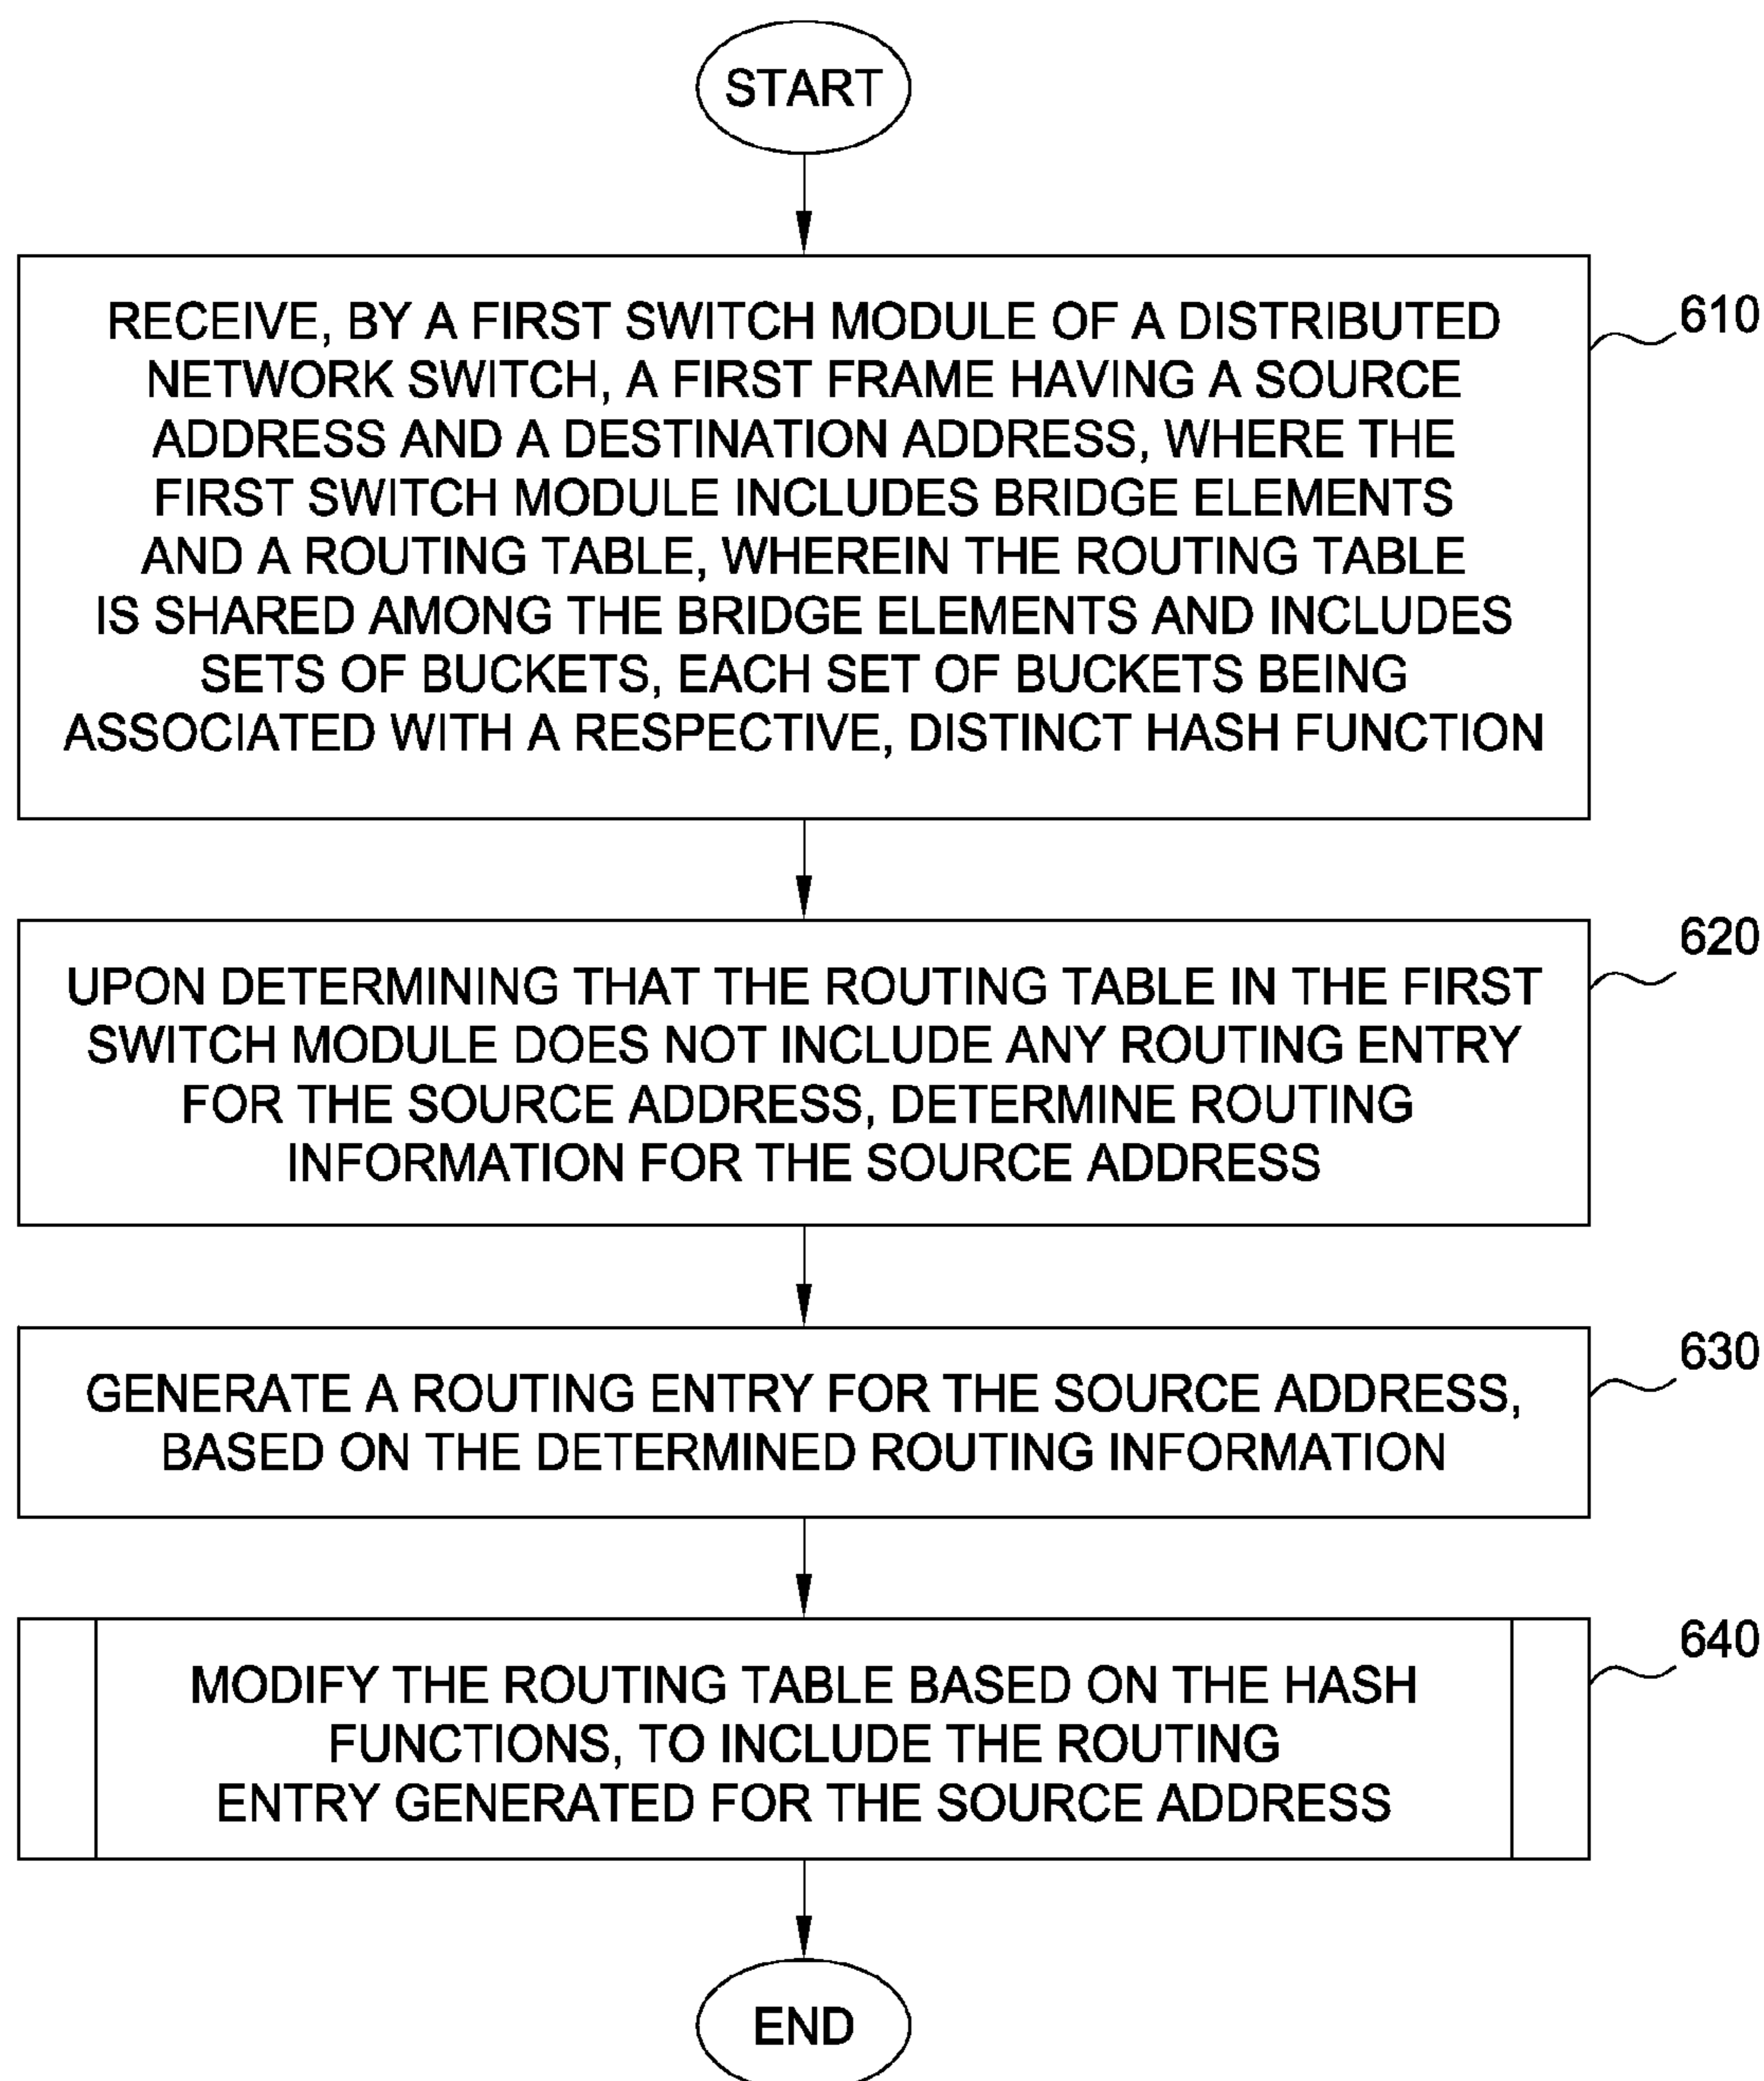 START
RECEIVE, BY A FIRST SWITCH MODULE OF A DISTRIBUTED
NETWORK SWITCH, A FIRST FRAME HAVING A SOURCE
ADDRESS AND A DESTINATION ADDRESS, WHERE THE
FIRST SWITCH MODULE INCLUDES BRIDGE ELEMENTS
AND A ROUTING TABLE, WHEREIN THE ROUTING TABLE
IS SHARED AMONG THE BRIDGE ELEMENTS AND INCLUDES
SETS OF BUCKETS, EACH SET OF BUCKETS BEING
ASSOCIATED WITH A RESPECTIVE, DISTINCT HASH FUNCTION
610
UPON DETERMINING THAT THE ROUTING TABLE IN THE FIRST
SWITCH MODULE DOES NOT INCLUDE ANY ROUTING ENTRY
FOR THE SOURCE ADDRESS, DETERMINE ROUTING
INFORMATION FOR THE SOURCE ADDRESS
620
GENERATE A ROUTING ENTRY FOR THE SOURCE ADDRESS,
BASED ON THE DETERMINED ROUTING INFORMATION
630
MODIFY THE ROUTING TABLE BASED ON THE HASH
FUNCTIONS, TO INCLUDE THE ROUTING
ENTRY GENERATED FOR THE SOURCE ADDRESS
640
END